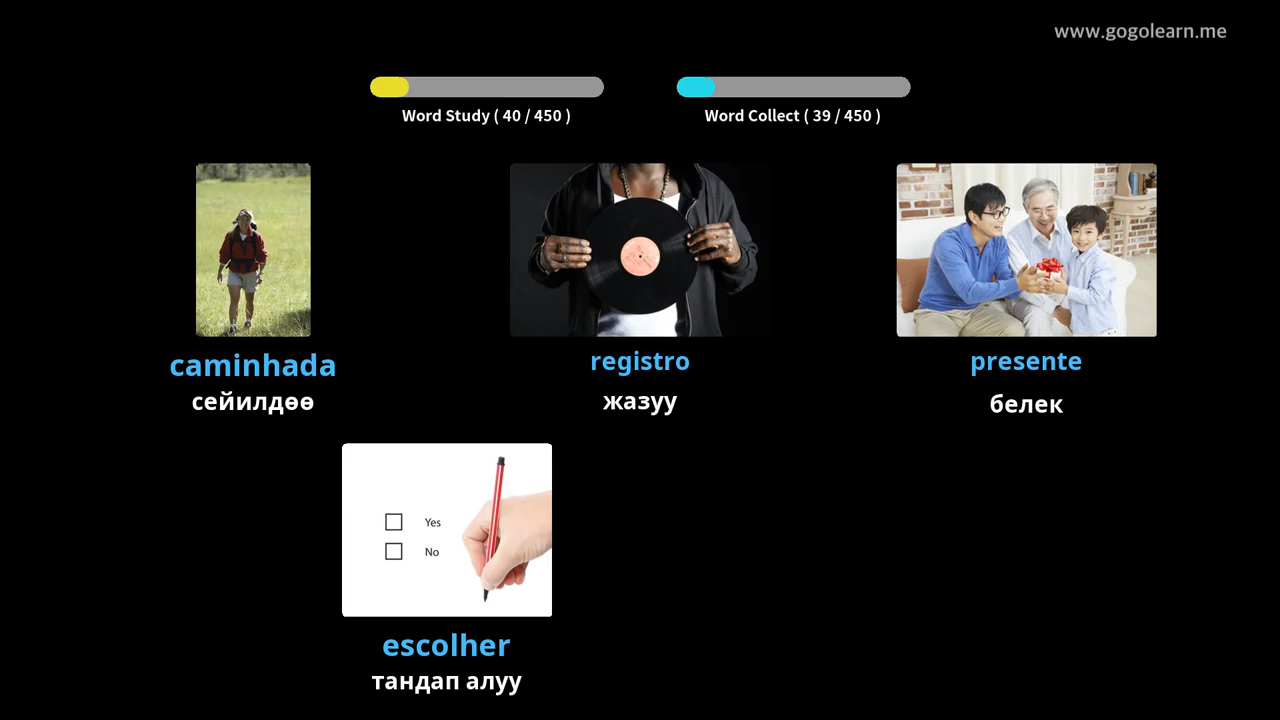 www.gogolearn.me
Word Study ( 40 / 450 )
Word Collect ( 39 / 450 )
caminhada
сейилдөө
registro
жазуу
presente
белек
Yes
No
escolher
тандап алуу